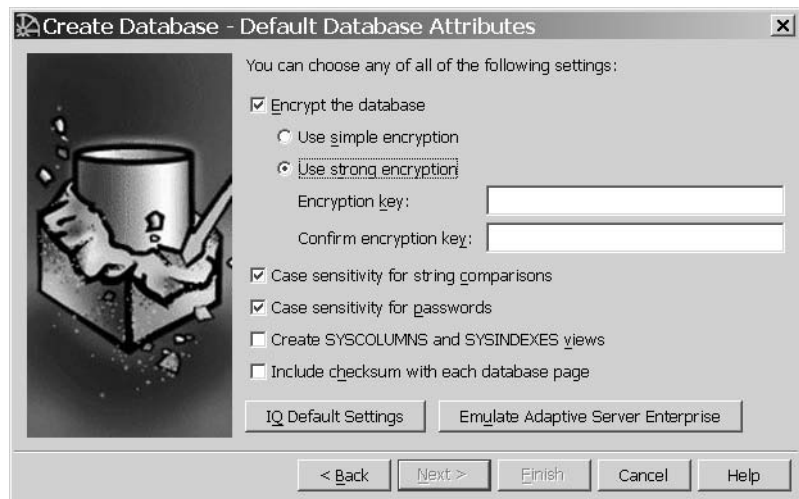 Create Database - Default Database Attributes
You can choose any of all of the following settings:
Encrypt the database
Use simple encryption
Use strong encryption
Encryption key:
Confirm encryption key:
Case sensitivity for string comparisons
Case sensitivity for passwords
Create SYSCOLUMNS and SYSINDEXES views
Include checksum with each database page
IQ Default Settings Emulate Adaptive Server Enterprise
< Back Next > Finish Cancel Help